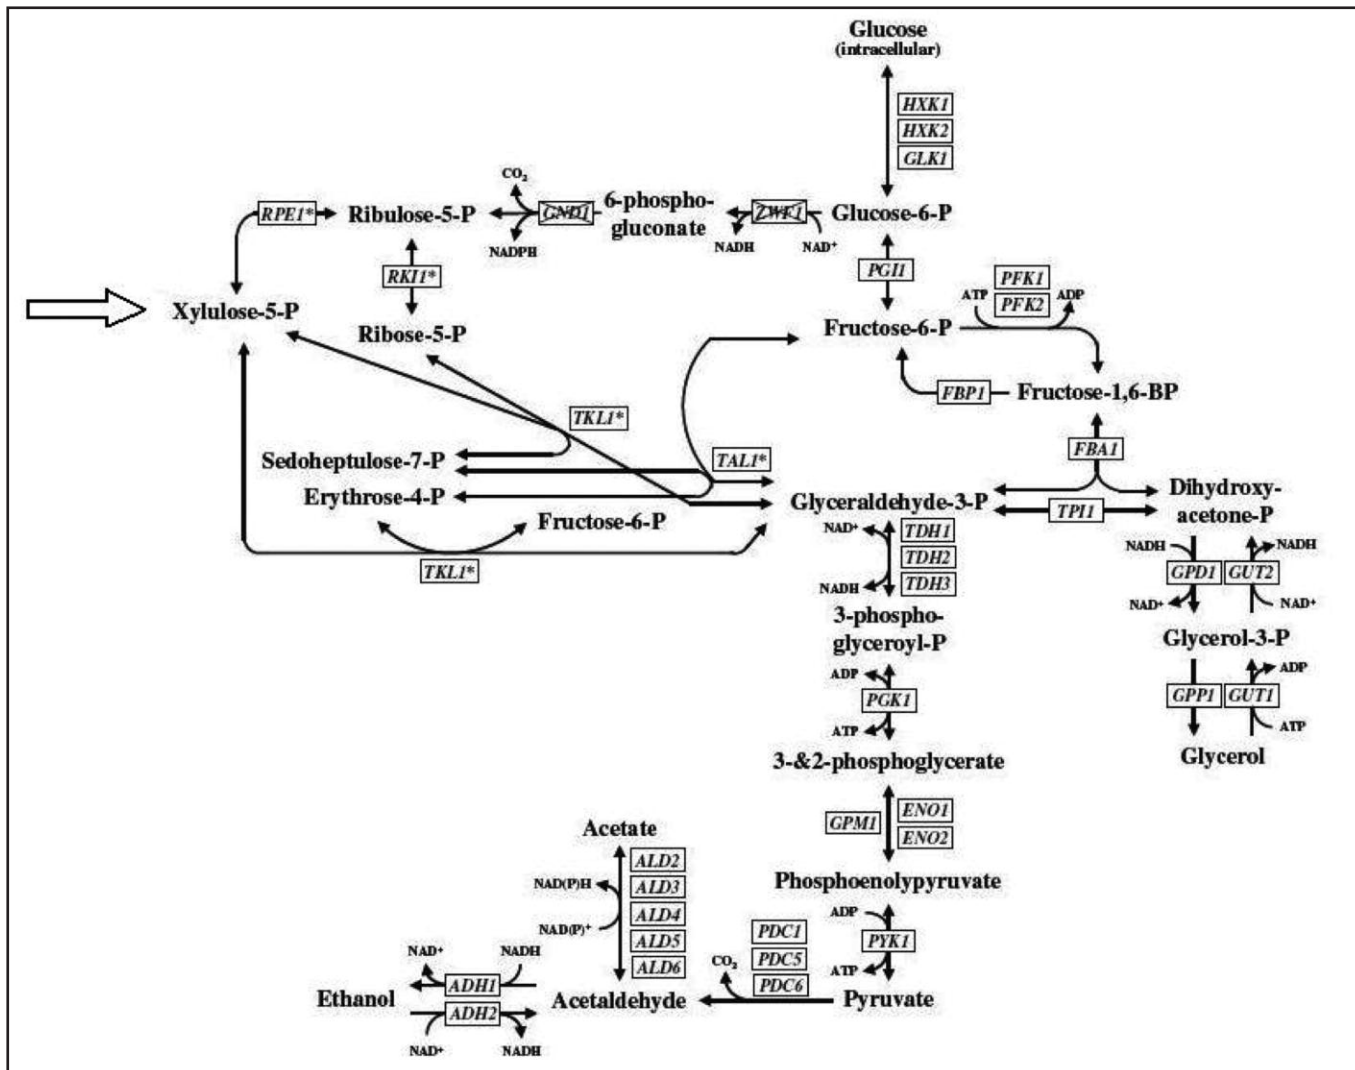 Glucose
(intracellular)
HXK1
HXK2
GLK1
CO2
RPE1*
Ribulose-5-P
GND1
6-phospho-
gluconate
ZWF1
Glucose-6-P
NADPH
NADH
NAD+
RKI1*
PGI1
PFK1
ATP
PFK2
ADP
Xylulose-5-P
Ribose-5-P
Fructose-6-P
FBP1
Fructose-1,6-BP
TKL1*
FBA1
Sedoheptulose-7-P
TAL1*
Erythrose-4-P
Glyceraldehyde-3-P
TPI1
Dihydroxy-
acetone-P
Fructose-6-P
TKL1*
NAD+
TDH1
TDH2
NADH
TDH3
NADH
NADH
GPD1
GUT2
NAD+
NAD+
3-phospho-
glyceroyl-P
Glycerol-3-P
ADP
PGK1
ATP
ADP
GPP1
GUT1
ATP
3-&2-phosphoglycerate
Glycerol
GPM1
ENO1
ENO2
Acetate
ALD2
NAD(P)H
ALD3
ALD4
NAD(P)+
ALD5
ALD6
Phosphoenolpyruvate
ADP
PYK1
ATP
PDC1
PDC5
CO2
PDC6
NAD+
NADH
ADH1
Ethanol
Acetaldehyde
Pyruvate
ADH2
NAD+
NADH